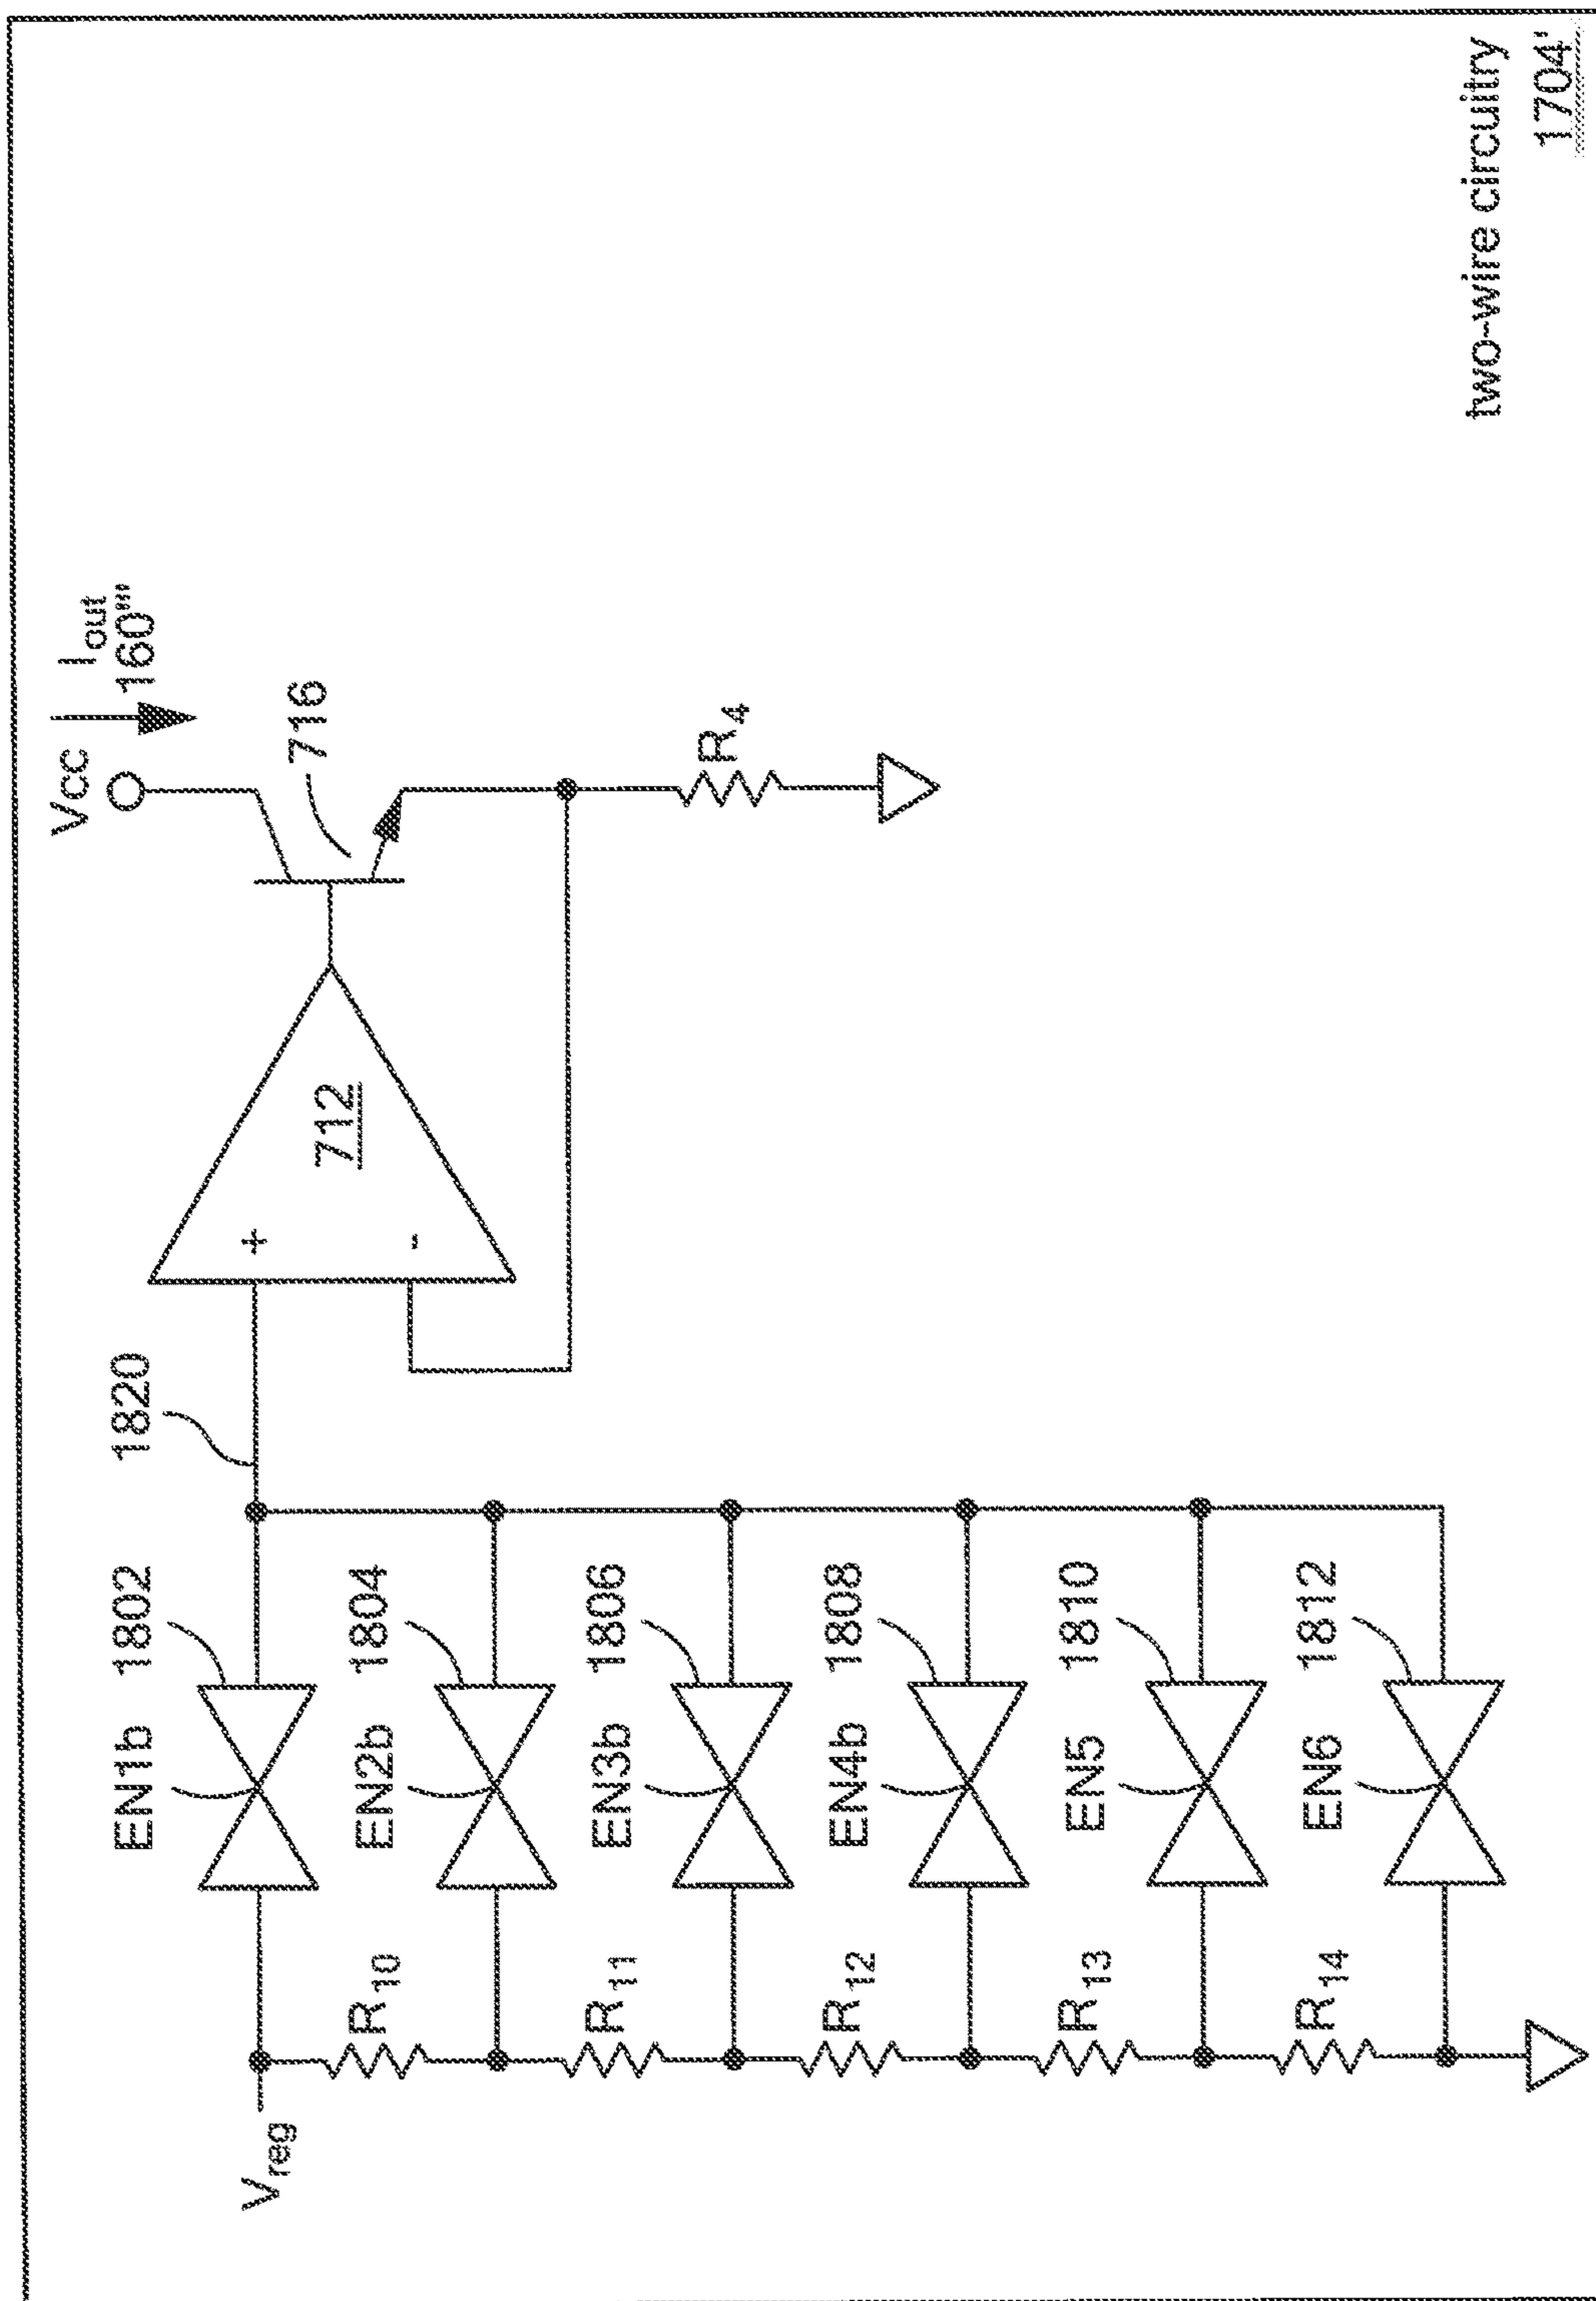 Vcc
Iout
160'''
716
1820
EN1b 1802
712
+
-
Vreg
R10
EN2b 1804
R11
EN3b 1806
R4
R12
EN4b 1808
R13
EN5 1810
R14
EN6 1812
two-wire circuitry
1704'